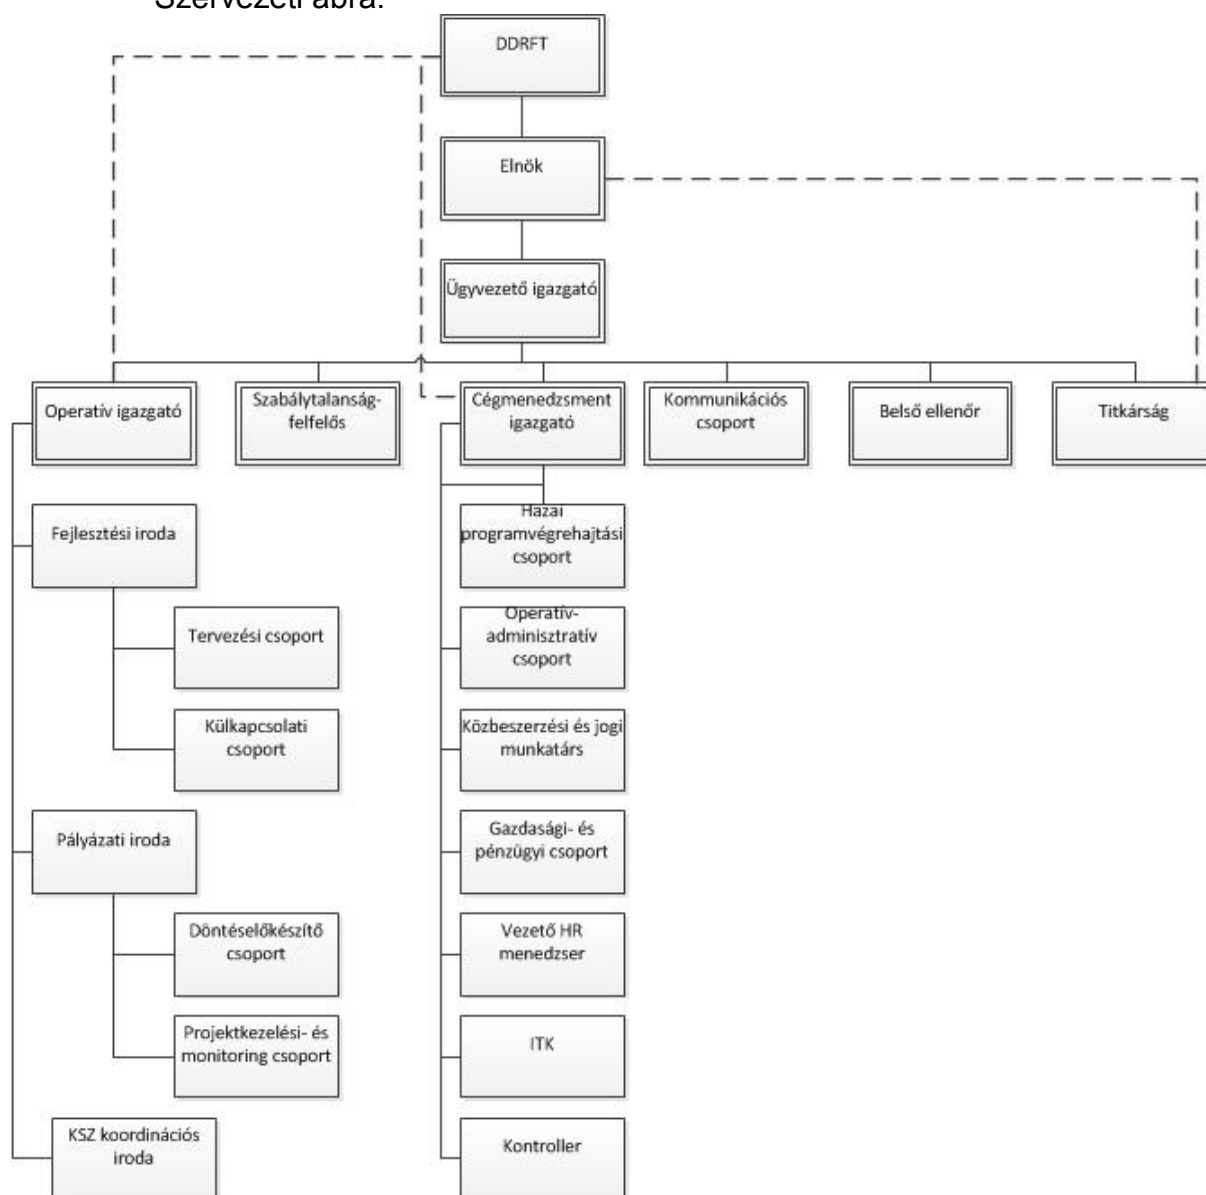 Szervezeti ábra:
DDRFT
Elnök
Ügyvezető igazgató
Operatív igazgató
Szabálytalanság-
felfelős
Cégmenedzsment
igazgató
Kommunikációs
csoport
Belső ellenőr
Titkárság
Fejlesztési iroda
Tervezési csoport
Külkapcsolati
csoport
Pályázati iroda
Döntéselőkészítő
csoport
Projektkezelési- és
monitoring csoport
KSZ koordinációs
iroda
Hazai
programvégrehajtási
csoport
Operatív-
adminisztratív
csoport
Közbeszerzési és jogi
munkatárs
Gazdasági- és
pénzügyi csoport
Vezető HR
menedzser
ITK
Kontroller